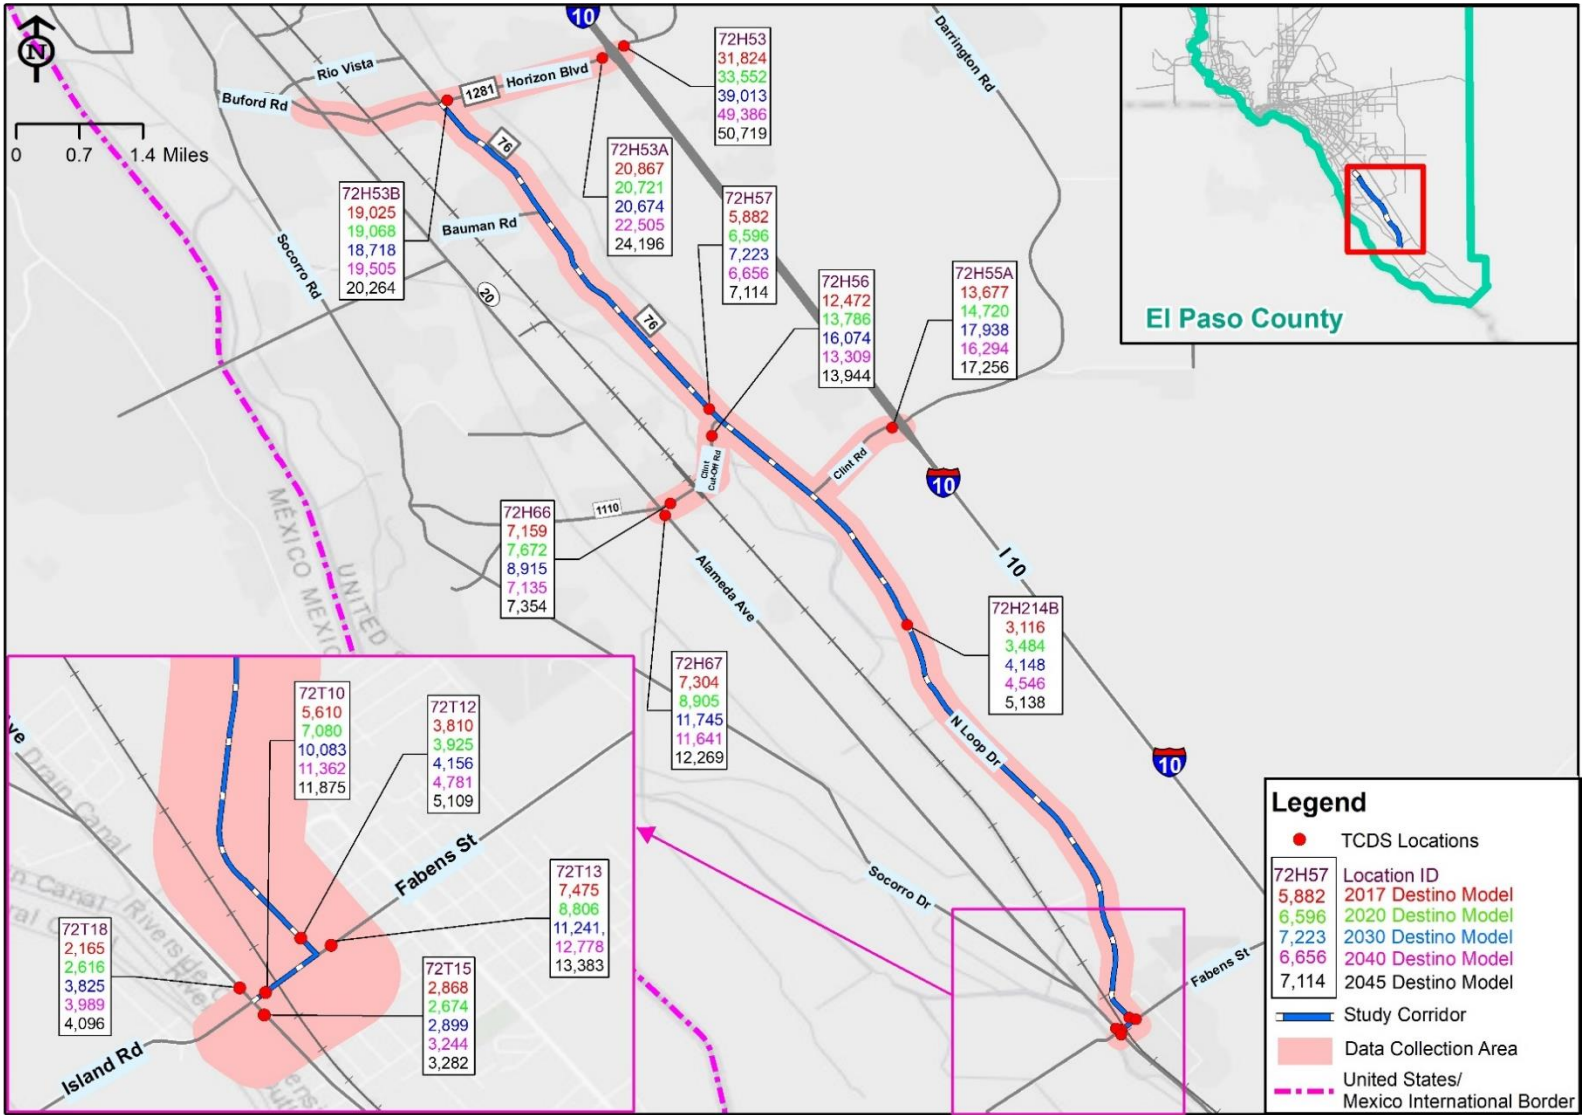 N
0 0.7 1.4 Miles
Rio Vista
Buford Rd
1281
Horizon Blvd
10
Darrington Rd
72H53
31,824
33,552
39,013
49,386
50,719
76
72H53A
20,867
20,721
20,674
22,505
24,196
72H53B
19,025
19,068
18,718
19,505
20,264
Bauman Rd
Socorro Rd
20
72H57
5,882
6,596
7,223
6,656
7,114
76
72H56
12,472
13,786
16,074
13,309
13,944
72H55A
13,677
14,720
17,938
16,294
17,256
El Paso County
Clint
Cut-Off Rd
Clint Rd
10
1110
72H66
7,159
7,672
8,915
7,135
7,354
MÉXICO MEXICO
UNITED S
Alameda Ave
I 10
72H214B
3,116
3,484
4,148
4,546
5,138
72H67
7,304
8,905
11,745
11,641
12,269
N Loop Dr
10
Socorro Dr
Fabens St
72T10
5,610
7,080
10,083
11,362
11,875
72T12
3,810
3,925
4,156
4,781
5,109
Ave
Drain Canal
Fabens St
72T13
7,475
8,806
11,241,
12,778
13,383
72T18
2,165
2,616
3,825
3,989
4,096
72T15
2,868
2,674
2,899
3,244
3,282
Island Rd
Legend
TCDS Locations
72H57 Location ID
5,882 2017 Destino Model
6,596 2020 Destino Model
7,223 2030 Destino Model
6,656 2040 Destino Model
7,114 2045 Destino Model
Study Corridor
Data Collection Area
United States/
Mexico International Border